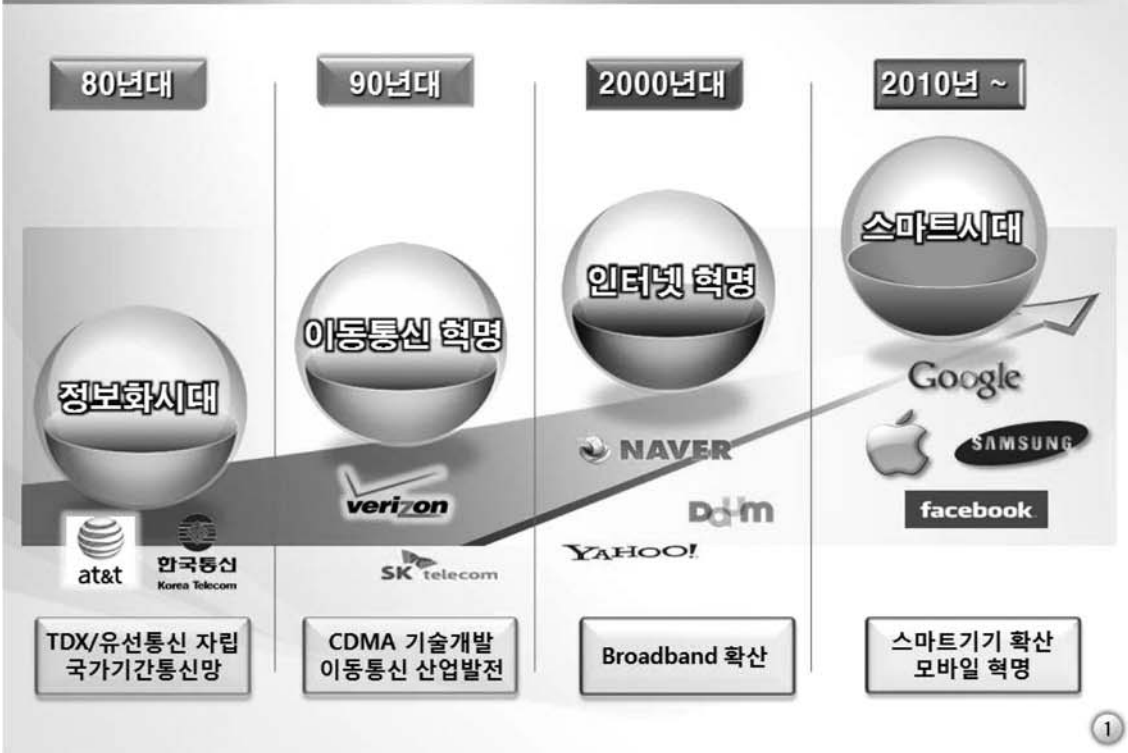 80년대
90년대
2000년대
2010년 ~
정보화시대
이동통신 혁명
인터넷 혁명
스마트시대
at&t
한국통신
Korea Telecom
verizon
SK telecom
NAVER
Daum
YAHOO!
Google
SAMSUNG
facebook
TDX/유선통신 자립
국가기간통신망
CDMA 기술개발
이동통신 산업발전
Broadband 확산
스마트기기 확산
모바일 혁명
1